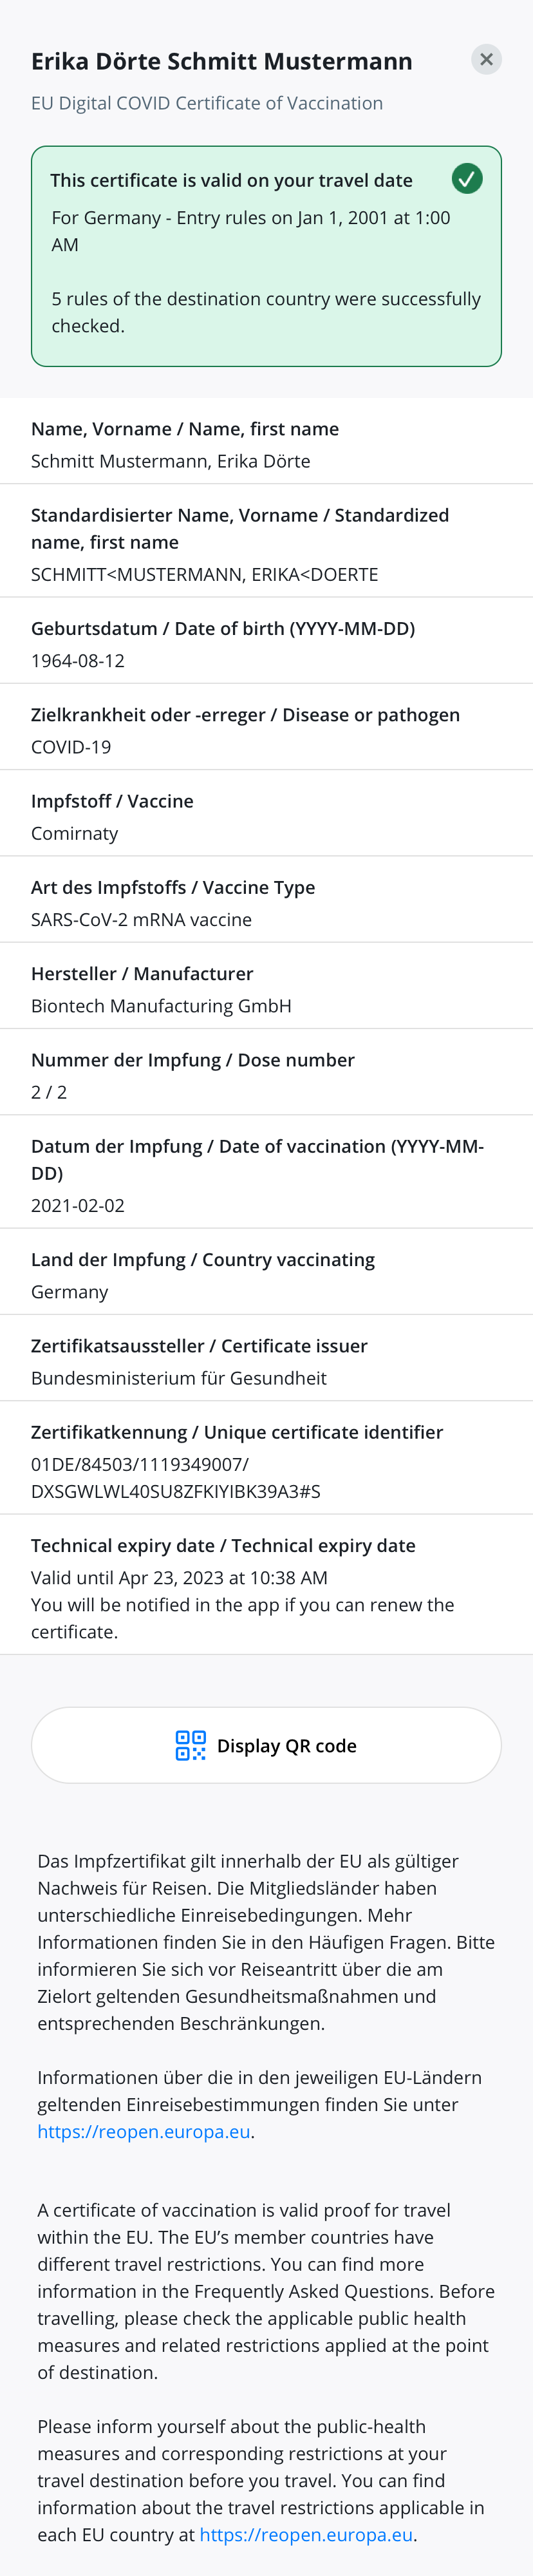 Erika Dörte Schmitt Mustermann
EU Digital COVID Certificate of Vaccination
This certificate is valid on your travel date
For Germany - Entry rules on Jan 1, 2001 at 1:00
AM
5 rules of the destination country were successfully
checked.
Name, Vorname / Name, first name
Schmitt Mustermann, Erika Dörte
Standardisierter Name, Vorname / Standardized
name, first name
SCHMITT<MUSTERMANN, ERIKA<DOERTE
Geburtsdatum / Date of birth (YYYY-MM-DD)
1964-08-12
Zielkrankheit oder -erreger / Disease or pathogen
COVID-19
Impfstoff / Vaccine
Comirnaty
Art des Impfstoffs / Vaccine Type
SARS-CoV-2 mRNA vaccine
Hersteller / Manufacturer
Biontech Manufacturing GmbH
Nummer der Impfung / Dose number
2 / 2
Datum der Impfung / Date of vaccination (YYYY-MM-
DD)
2021-02-02
Land der Impfung / Country vaccinating
Germany
Zertifikatsaussteller / Certificate issuer
Bundesministerium für Gesundheit
Zertifikatkennung / Unique certificate identifier
01DE/84503/1119349007/
DXSGWLWL40SU8ZFKIYIBK39A3#S
Technical expiry date / Technical expiry date
Valid until Apr 23, 2023 at 10:38 AM
You will be notified in the app if you can renew the
certificate.
Display QR code
Das Impfzertifikat gilt innerhalb der EU als gültiger
Nachweis für Reisen. Die Mitgliedsländer haben
unterschiedliche Einreisebedingungen. Mehr
Informationen finden Sie in den Häufigen Fragen. Bitte
informieren Sie sich vor Reiseantritt über die am
Zielort geltenden Gesundheitsmaßnahmen und
entsprechenden Beschränkungen.
Informationen über die in den jeweiligen EU-Ländern
geltenden Einreisebestimmungen finden Sie unter
https://reopen.europa.eu.
A certificate of vaccination is valid proof for travel
within the EU. The EU’s member countries have
different travel restrictions. You can find more
information in the Frequently Asked Questions. Before
travelling, please check the applicable public health
measures and related restrictions applied at the point
of destination.
Please inform yourself about the public-health
measures and corresponding restrictions at your
travel destination before you travel. You can find
information about the travel restrictions applicable in
each EU country at https://reopen.europa.eu.